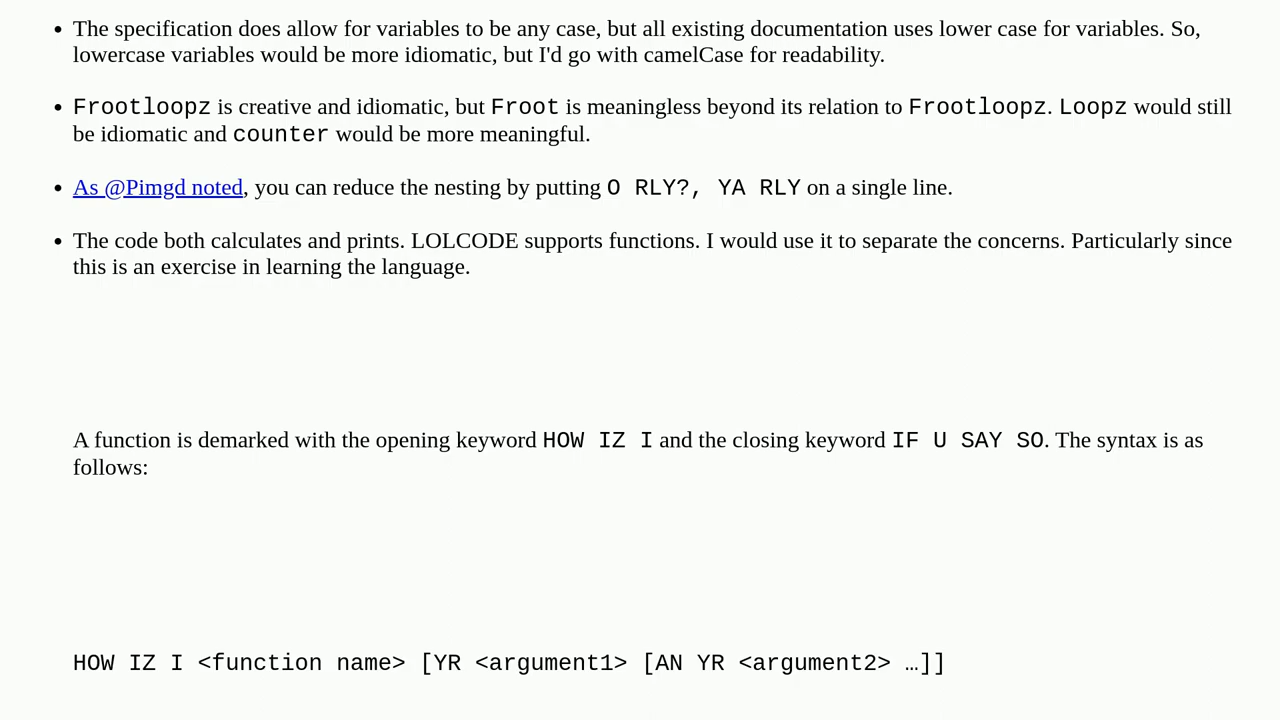 The specification does allow for variables to be any case, but all existing documentation uses lower case for variables. So,
lowercase variables would be more idiomatic, but I'd go with camelCase for readability.
Frootloopz is creative and idiomatic, but Froot is meaningless beyond its relation to Frootloopz. Loopz would still
be idiomatic and counter would be more meaningful.
As @Pimgd noted, you can reduce the nesting by putting O RLY?, YA RLY on a single line.
The code both calculates and prints. LOLCODE supports functions. I would use it to separate the concerns. Particularly since
this is an exercise in learning the language.
A function is demarked with the opening keyword HOW IZ I and the closing keyword IF U SAY SO. The syntax is as
follows:
HOW IZ I <function name> [YR <argument1> [AN YR <argument2> …]]